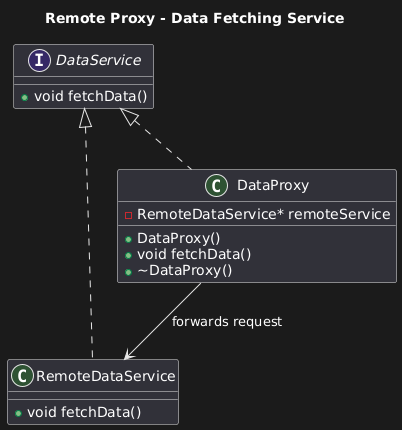 Remote Proxy - Data Fetching Service
I DataService
void fetchData()
C DataProxy
RemoteDataService* remoteService
DataProxy()
void fetchData()
~DataProxy()
forwards request
C RemoteDataService
void fetchData()